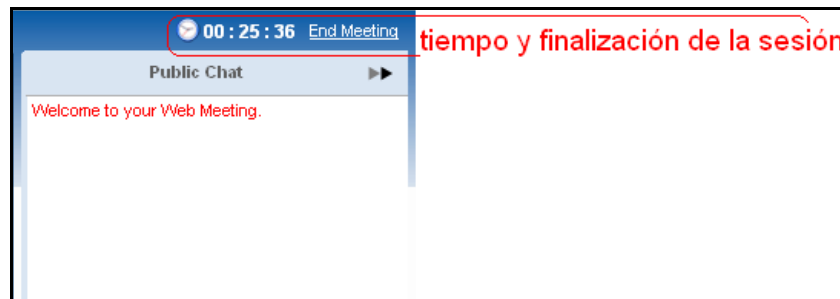 00 : 25 : 36 End Meeting
tiempo y finalización de la sesión
Public Chat
Welcome to your Web Meeting.